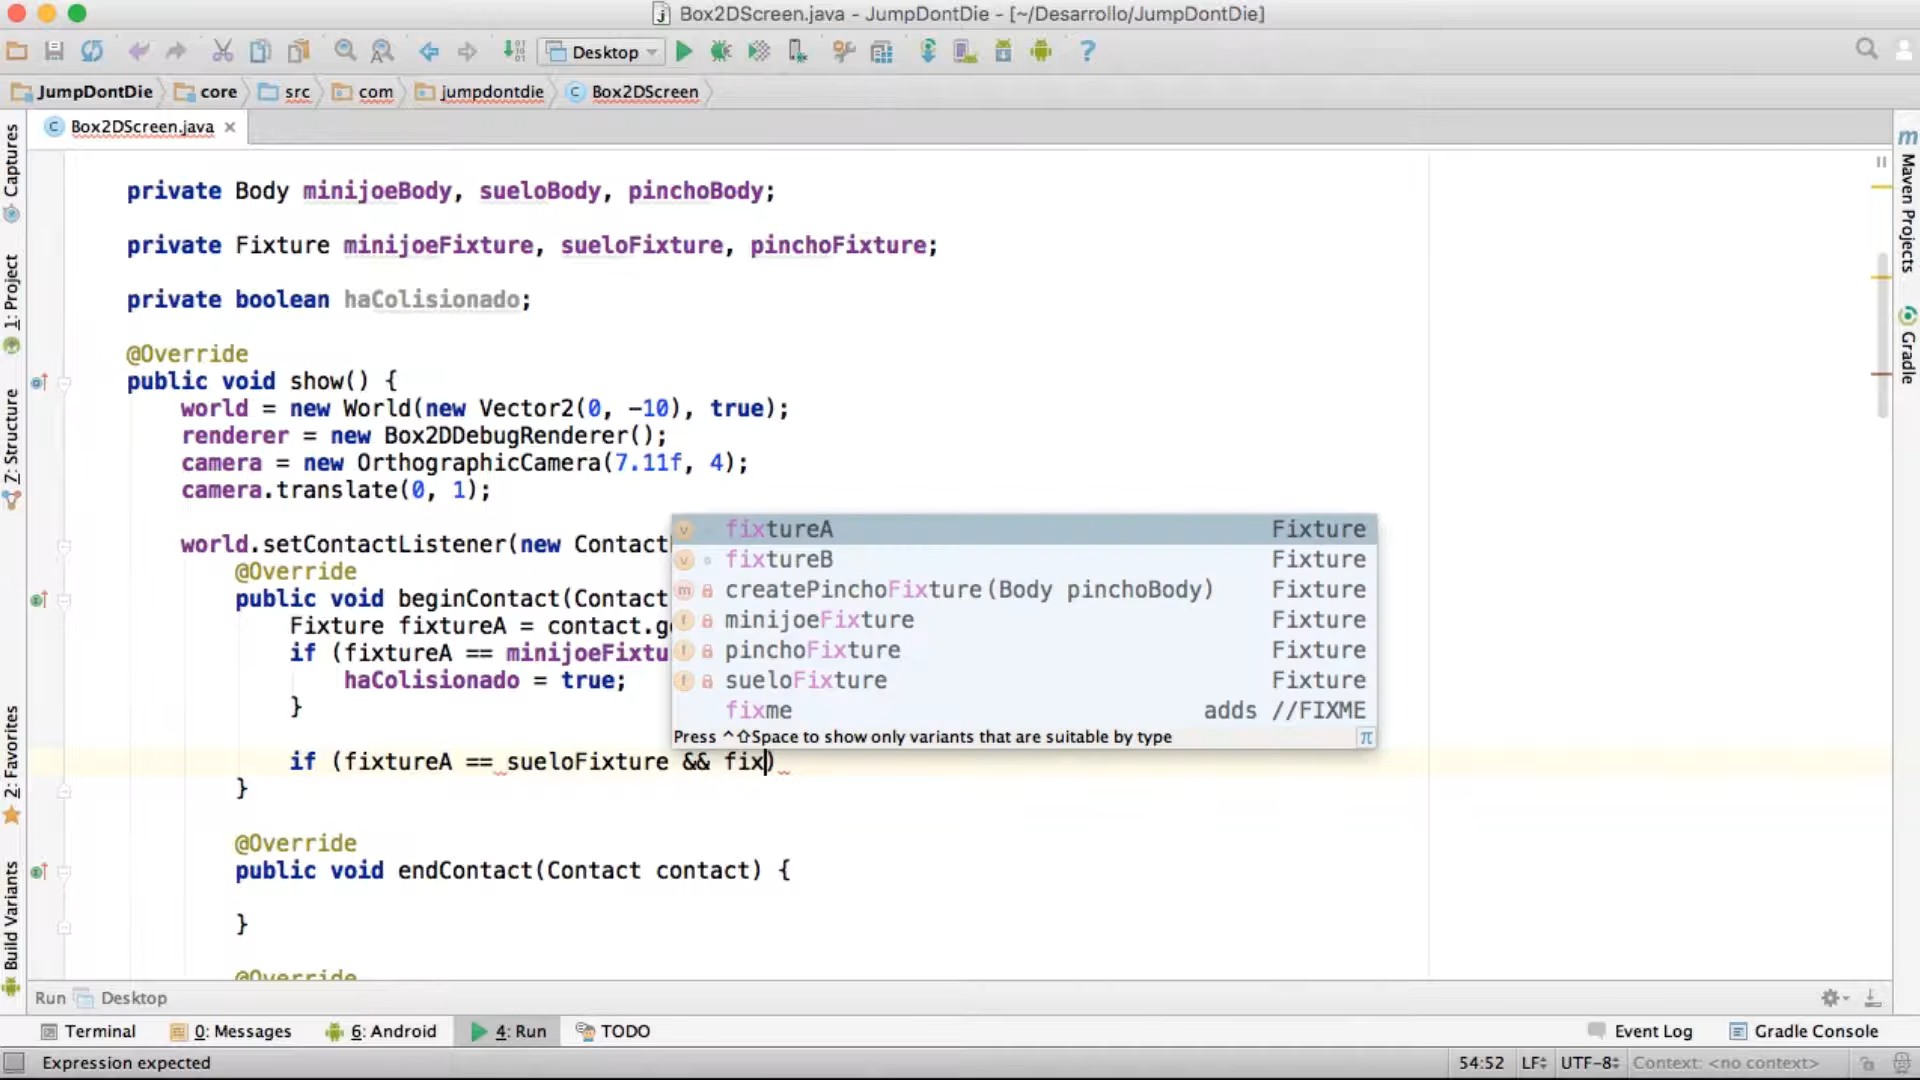 Box2DScreen.java - JumpDontDie - [~/Desarrollo/JumpDontDie]
Desktop
JumpDontDie core src com jumpdontdie Box2DScreen
Box2DScreen.java
private Body minijoeBody, sueloBody, pinchoBody;
private Fixture minijoeFixture, sueloFixture, pinchoFixture;
private boolean haColisionado;
@Override
public void show() {
world = new World(new Vector2(0, -10), true);
renderer = new Box2DDebugRenderer();
camera = new OrthographicCamera(7.11f, 4);
camera.translate(0, 1);
world.setContactListener(new Contact
@Override
public void beginContact(Contact
Fixture fixtureA = contact.g
if (fixtureA == minijoeFixtu
haColisionado = true;
}
if (fixtureA == sueloFixture && fix)
}
@Override
public void endContact(Contact contact) {
}
@Override
fixtureA Fixture
fixtureB Fixture
createPinchoFixture(Body pinchoBody) Fixture
minijoeFixture Fixture
pinchoFixture Fixture
sueloFixture Fixture
fixme adds //FIXME
Press ^⇧Space to show only variants that are suitable by type π
Captures
1: Project
7: Structure
2: Favorites
Build Variants
Maven Projects
Gradle
Run Desktop
Terminal 0: Messages 6: Android 4: Run TODO Event Log Gradle Console
Expression expected 54:52 LF UTF-8 Context: <no context>